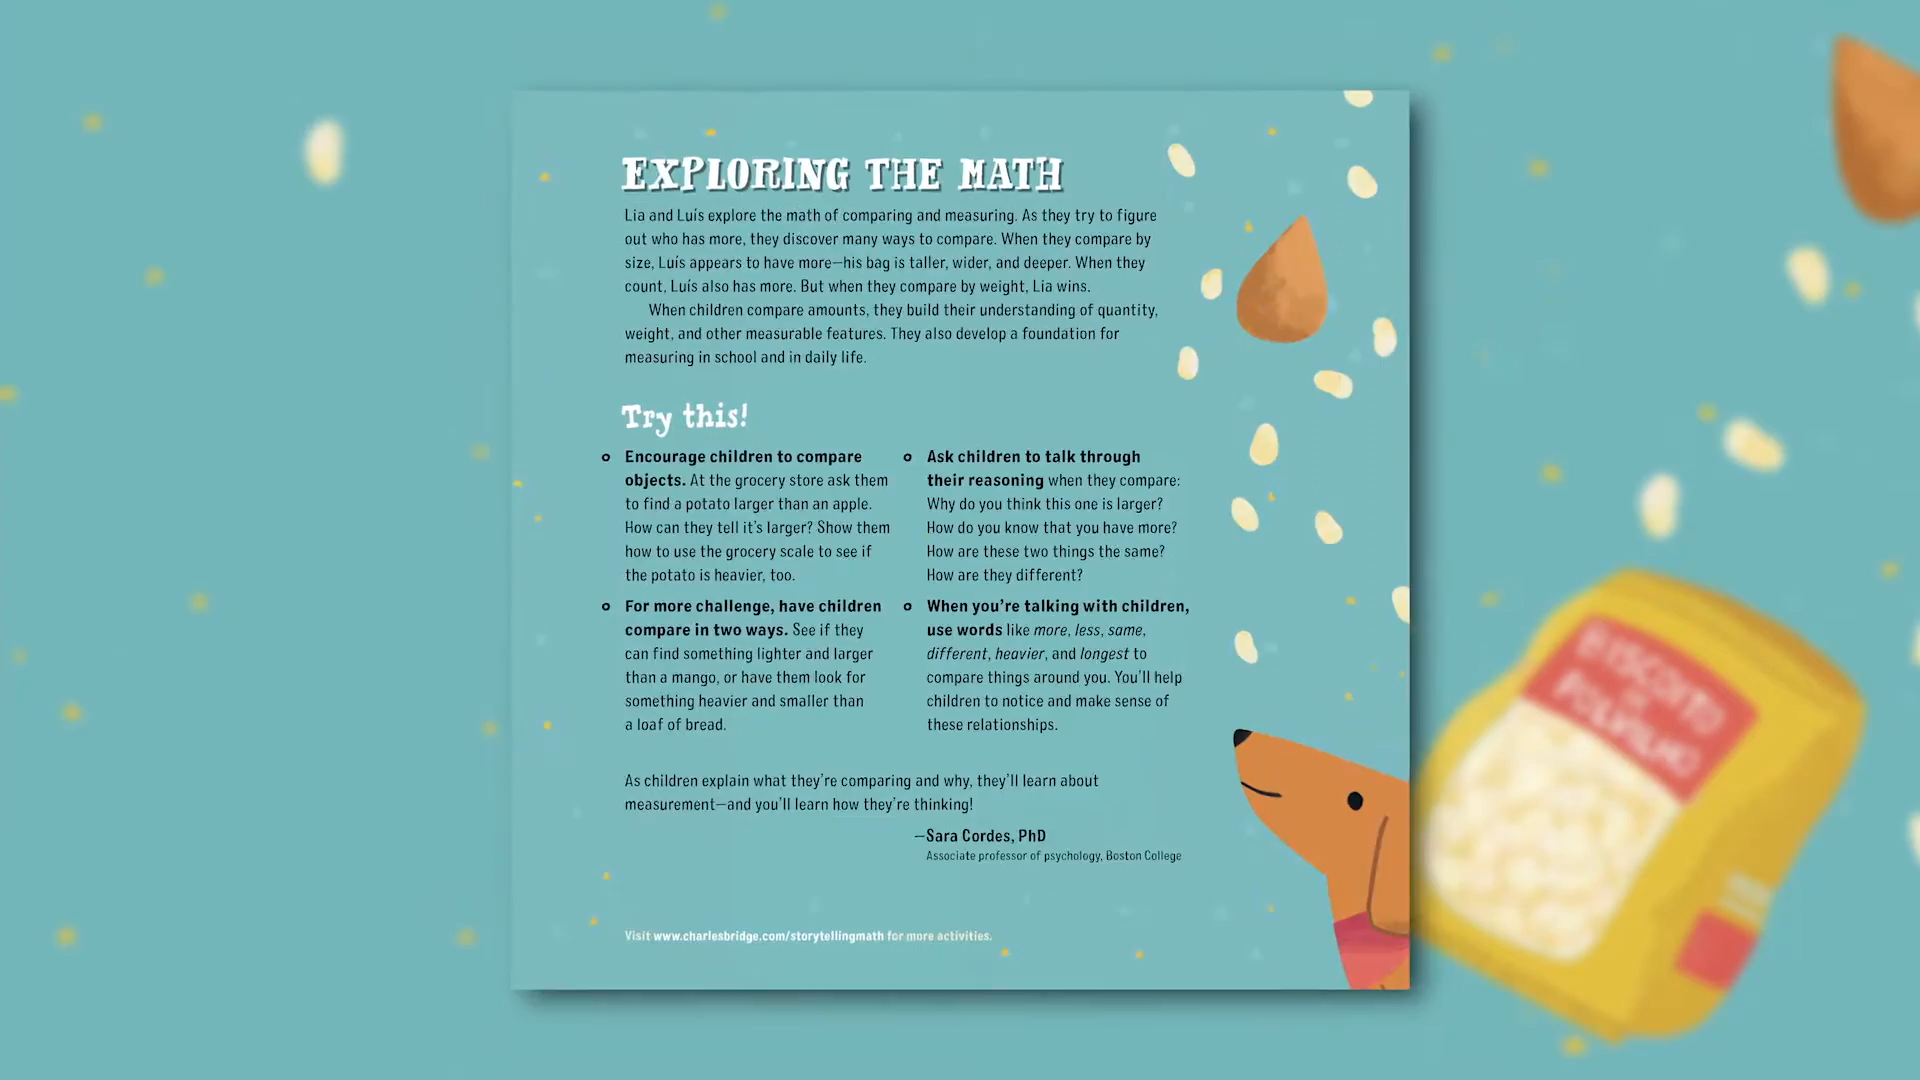 EXPLORING THE MATH
Lia and Luís explore the math of comparing and measuring. As they try to figure
out who has more, they discover many ways to compare. When they compare by
size, Luís appears to have more—his bag is taller, wider, and deeper. When they
count, Luís also has more. But when they compare by weight, Lia wins.
When children compare amounts, they build their understanding of quantity,
weight, and other measurable features. They also develop a foundation for
measuring in school and in daily life.
Try this!
Encourage children to compare
objects. At the grocery store ask them
to find a potato larger than an apple.
How can they tell it's larger? Show them
how to use the grocery scale to see if
the potato is heavier, too.
For more challenge, have children
compare in two ways. See if they
can find something lighter and larger
than a mango, or have them look for
something heavier and smaller than
a loaf of bread.
Ask children to talk through
their reasoning when they compare:
Why do you think this one is larger?
How do you know that you have more?
How are these two things the same?
How are they different?
When you're talking with children,
use words like more, less, same,
different, heavier, and longest to
compare things around you. You'll help
children to notice and make sense of
these relationships.
As children explain what they're comparing and why, they'll learn about
measurement—and you'll learn how they're thinking!
—Sara Cordes, PhD
Associate professor of psychology, Boston College
Visit www.charlesbridge.com/storytellingmath for more activities.
BISCOITO
DE
POLVILHO